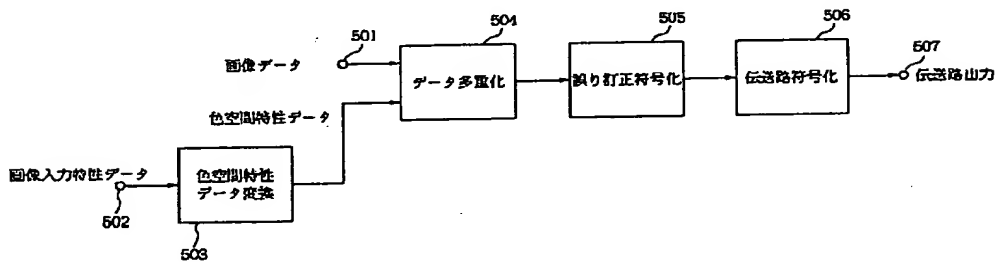 504
505
506
501
507
画像データ
データ多重化
誤り訂正符号化
伝送路符号化
伝送路出力
色空間特性データ
画像入力特性データ
色空間特性
データ変換
502
503